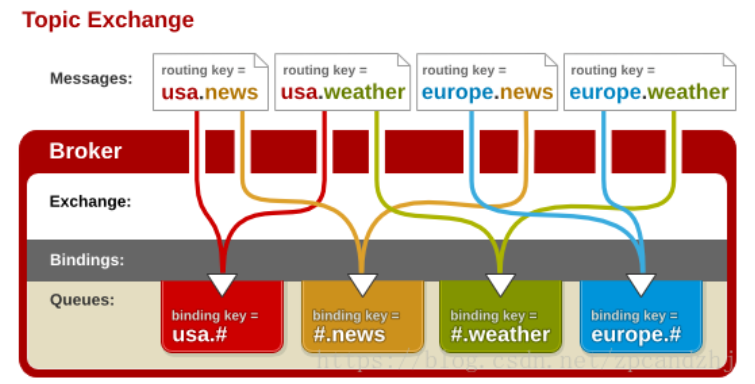 Topic Exchange
Messages:
routing key =
usa.news
routing key =
usa.weather
routing key =
europe.news
routing key =
europe.weather
Broker
Exchange:
Bindings:
Queues:
binding key =
usa.#
binding key =
#.news
binding key =
#.weather
binding key =
europe.#
https://blog.csdn.net/zpcandzhj